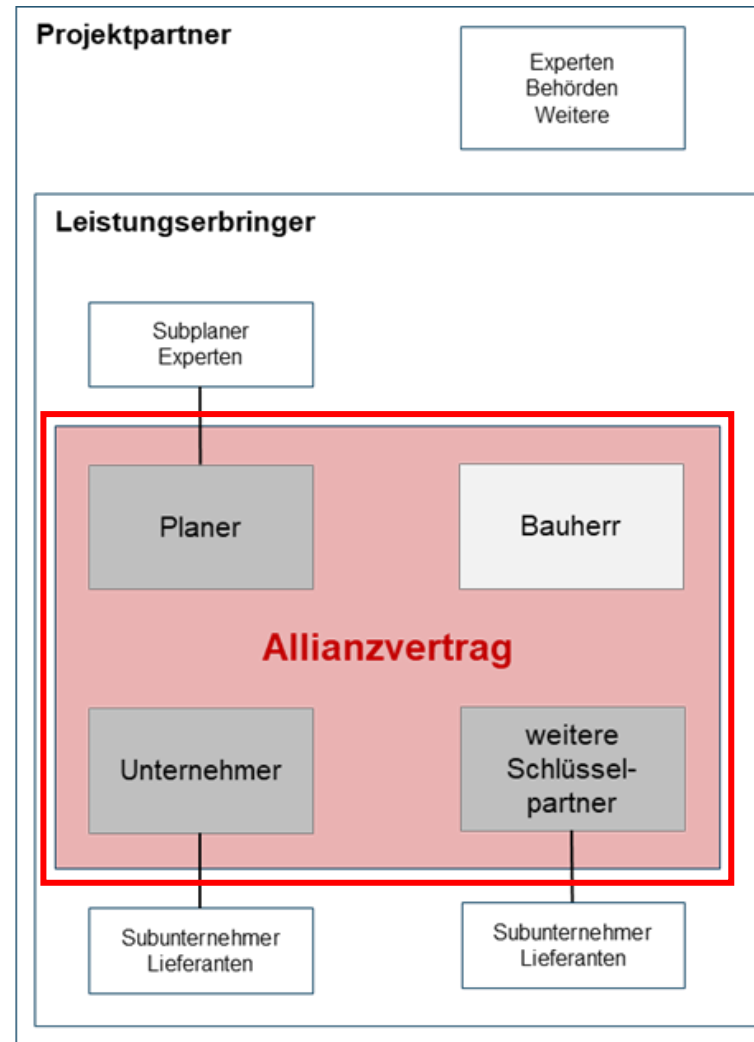 Projektpartner
Experten
Behörden
Weitere
Leistungserbringer
Subplaner
Experten
Planer
Bauherr
Allianzvertrag
Unternehmer
weitere
Schlüssel-
partner
Subunternehmer
Lieferanten
Subunternehmer
Lieferanten